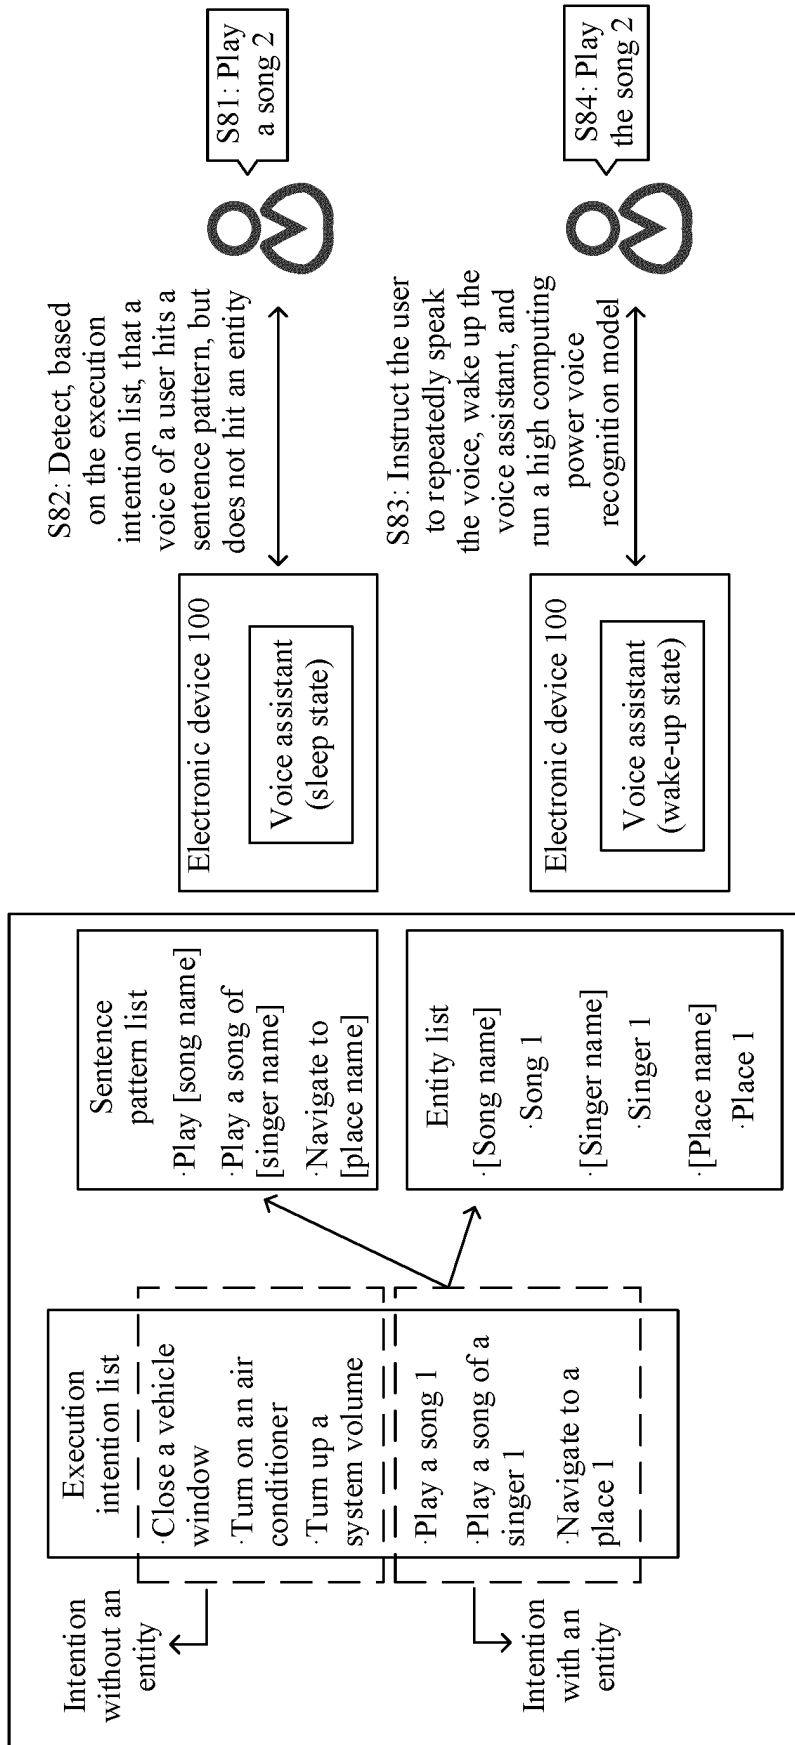 Intention
without an
entity
Intention
with an
entity
Execution
intention list
·Close a vehicle
window
·Turn on an air
conditioner
·Turn up a
system volume
·Play a song 1
·Play a song of a
singer 1
·Navigate to a
place 1
Sentence
pattern list
·Play [song name]
·Play a song of
[singer name]
·Navigate to
[place name]
Entity list
·[Song name]
·Song 1
·[Singer name]
·Singer 1
·[Place name]
·Place 1
Electronic device 100
Voice assistant
(sleep state)
S82: Detect, based
on the execution
intention list, that a
voice of a user hits a
sentence pattern, but
does not hit an entity
S81: Play
a song 2
Electronic device 100
Voice assistant
(wake-up state)
S83: Instruct the user
to repeatedly speak
the voice, wake up the
voice assistant, and
run a high computing
power voice
recognition model
S84: Play
the song 2